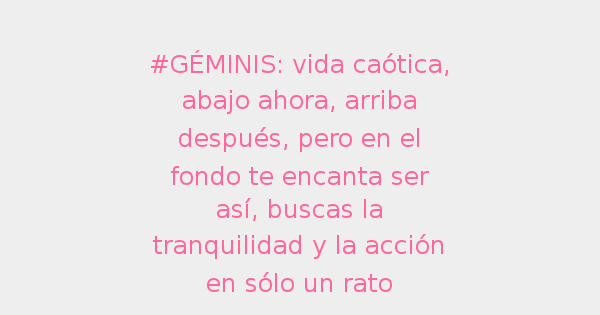 #GÉMINIS: vida caótica,
abajo ahora, arriba
después, pero en el
fondo te encanta ser
así, buscas la
tranquilidad y la acción
en sólo un rato